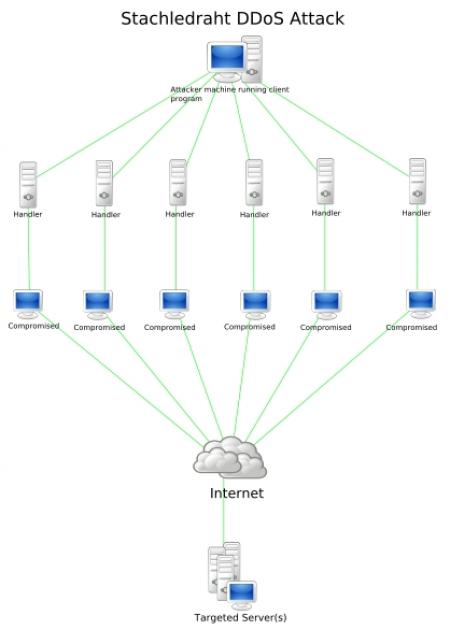 Stachledraht DDoS Attack
Attacker machine running client
program
Handler
Handler
Handler
Handler
Handler
Handler
Compromised
Compromised
Compromised
Compromised
Compromised
Compromised
Internet
Targeted Server(s)